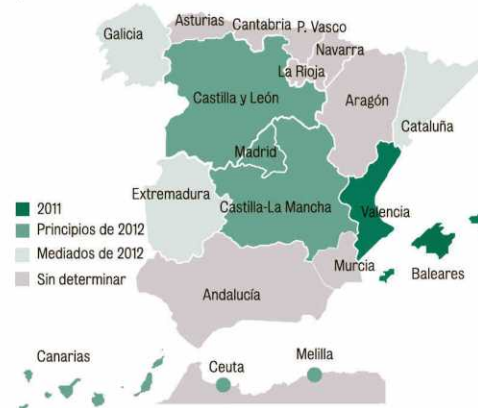 Asturias
Cantabria
P. Vasco
Galicia
Navarra
La Rioja
Castilla y León
Aragón
Cataluña
Madrid
Extremadura
Castilla-La Mancha
Valencia
2011
Principios de 2012
Mediados de 2012
Sin determinar
Murcia
Baleares
Andalucía
Canarias
Ceuta
Melilla